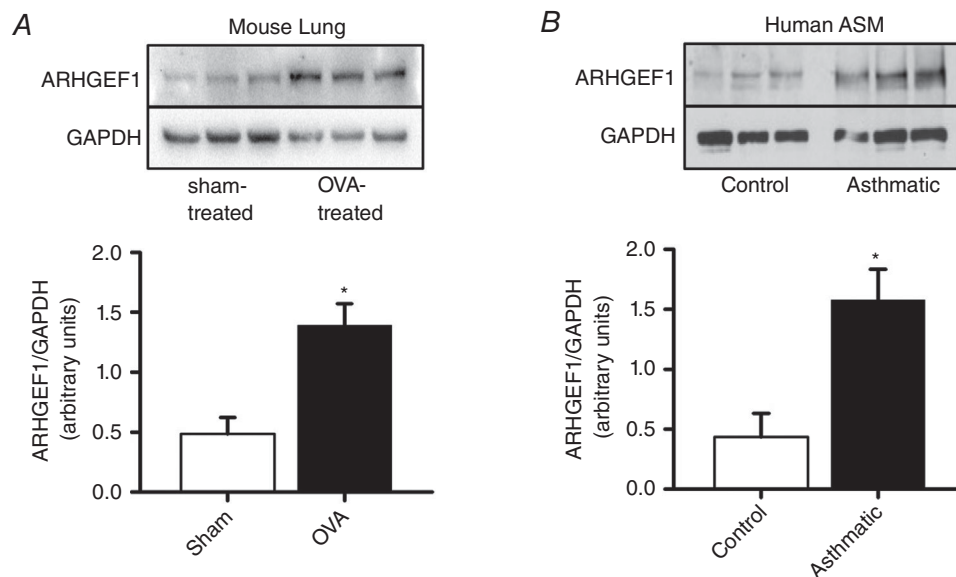 A
Mouse Lung
ARHGEF1
GAPDH
sham-
treated
OVA-
treated
ARHGEF1/GAPDH
(arbitrary units)
2.0
1.5
1.0
0.5
0.0
*
Sham
OVA
B
Human ASM
ARHGEF1
GAPDH
Control
Asthmatic
ARHGEF1/GAPDH
(arbitrary units)
2.0
1.5
1.0
0.5
0.0
*
Control
Asthmatic